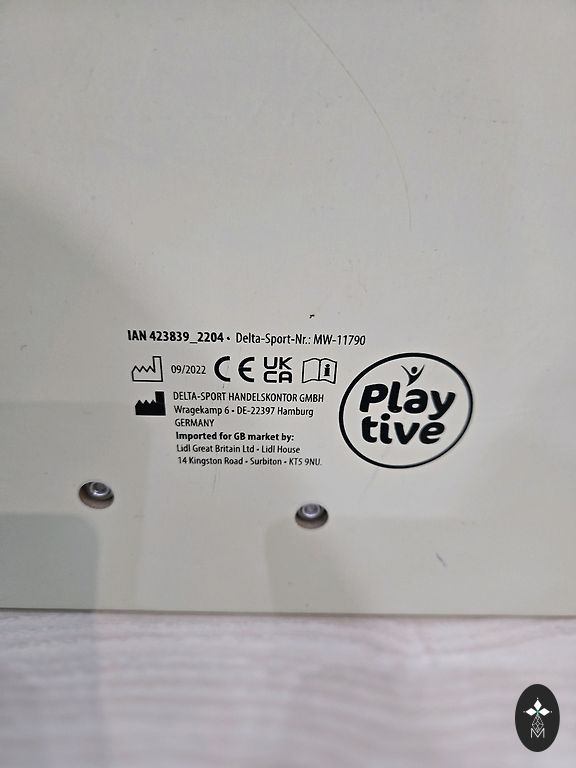 IAN 423839_2204 • Delta-Sport-Nr.: MW-11790
09/2022 CE UK
CA
DELTA-SPORT HANDELSKONTOR GMBH
Wragekamp 6 • DE-22397 Hamburg
GERMANY
Imported for GB market by:
Lidl Great Britain Ltd - Lidl House
14 Kingston Road - Surbiton - KT5 9NU.
Play
tive
M